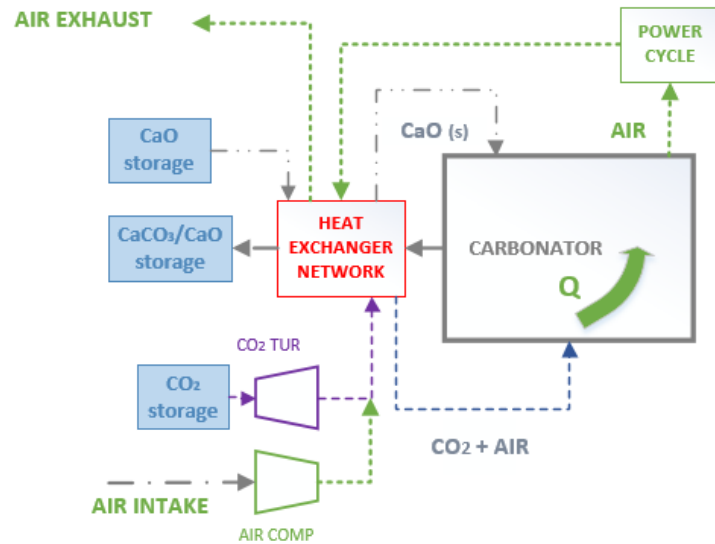 AIR EXHAUST
POWER
CYCLE
CaO
storage
CaO (s)
AIR
CaCO₃/CaO
storage
HEAT
EXCHANGER
NETWORK
CARBONATOR
Q
CO₂ TUR
CO₂
storage
CO₂ + AIR
AIR INTAKE
AIR COMP